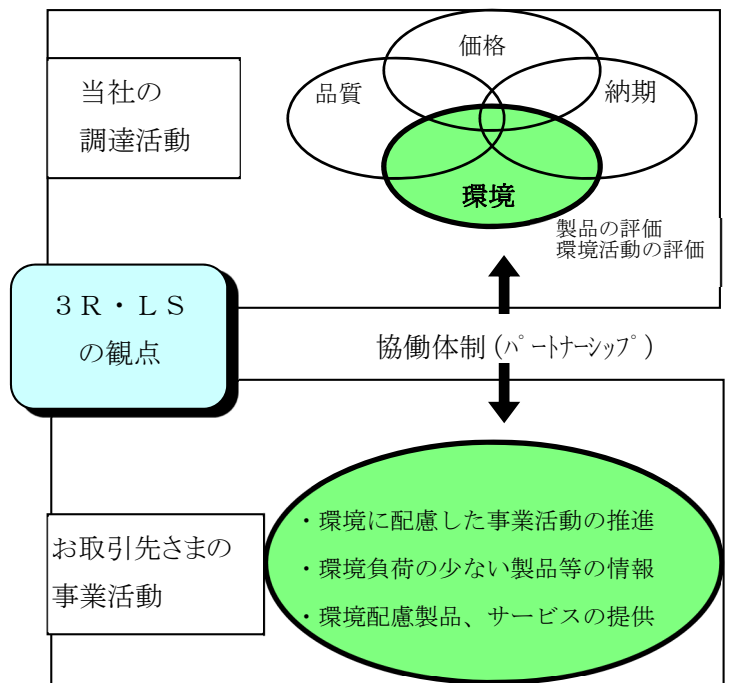 当社の
調達活動
価格
品質
納期
環境
製品の評価
環境活動の評価
３Ｒ・ＬＳ
の観点
協働体制(ﾊﾟｰﾄﾅｰｼｯﾌﾟ)
お取引先さまの
事業活動
・環境に配慮した事業活動の推進
・環境負荷の少ない製品等の情報
・環境配慮製品、サービスの提供